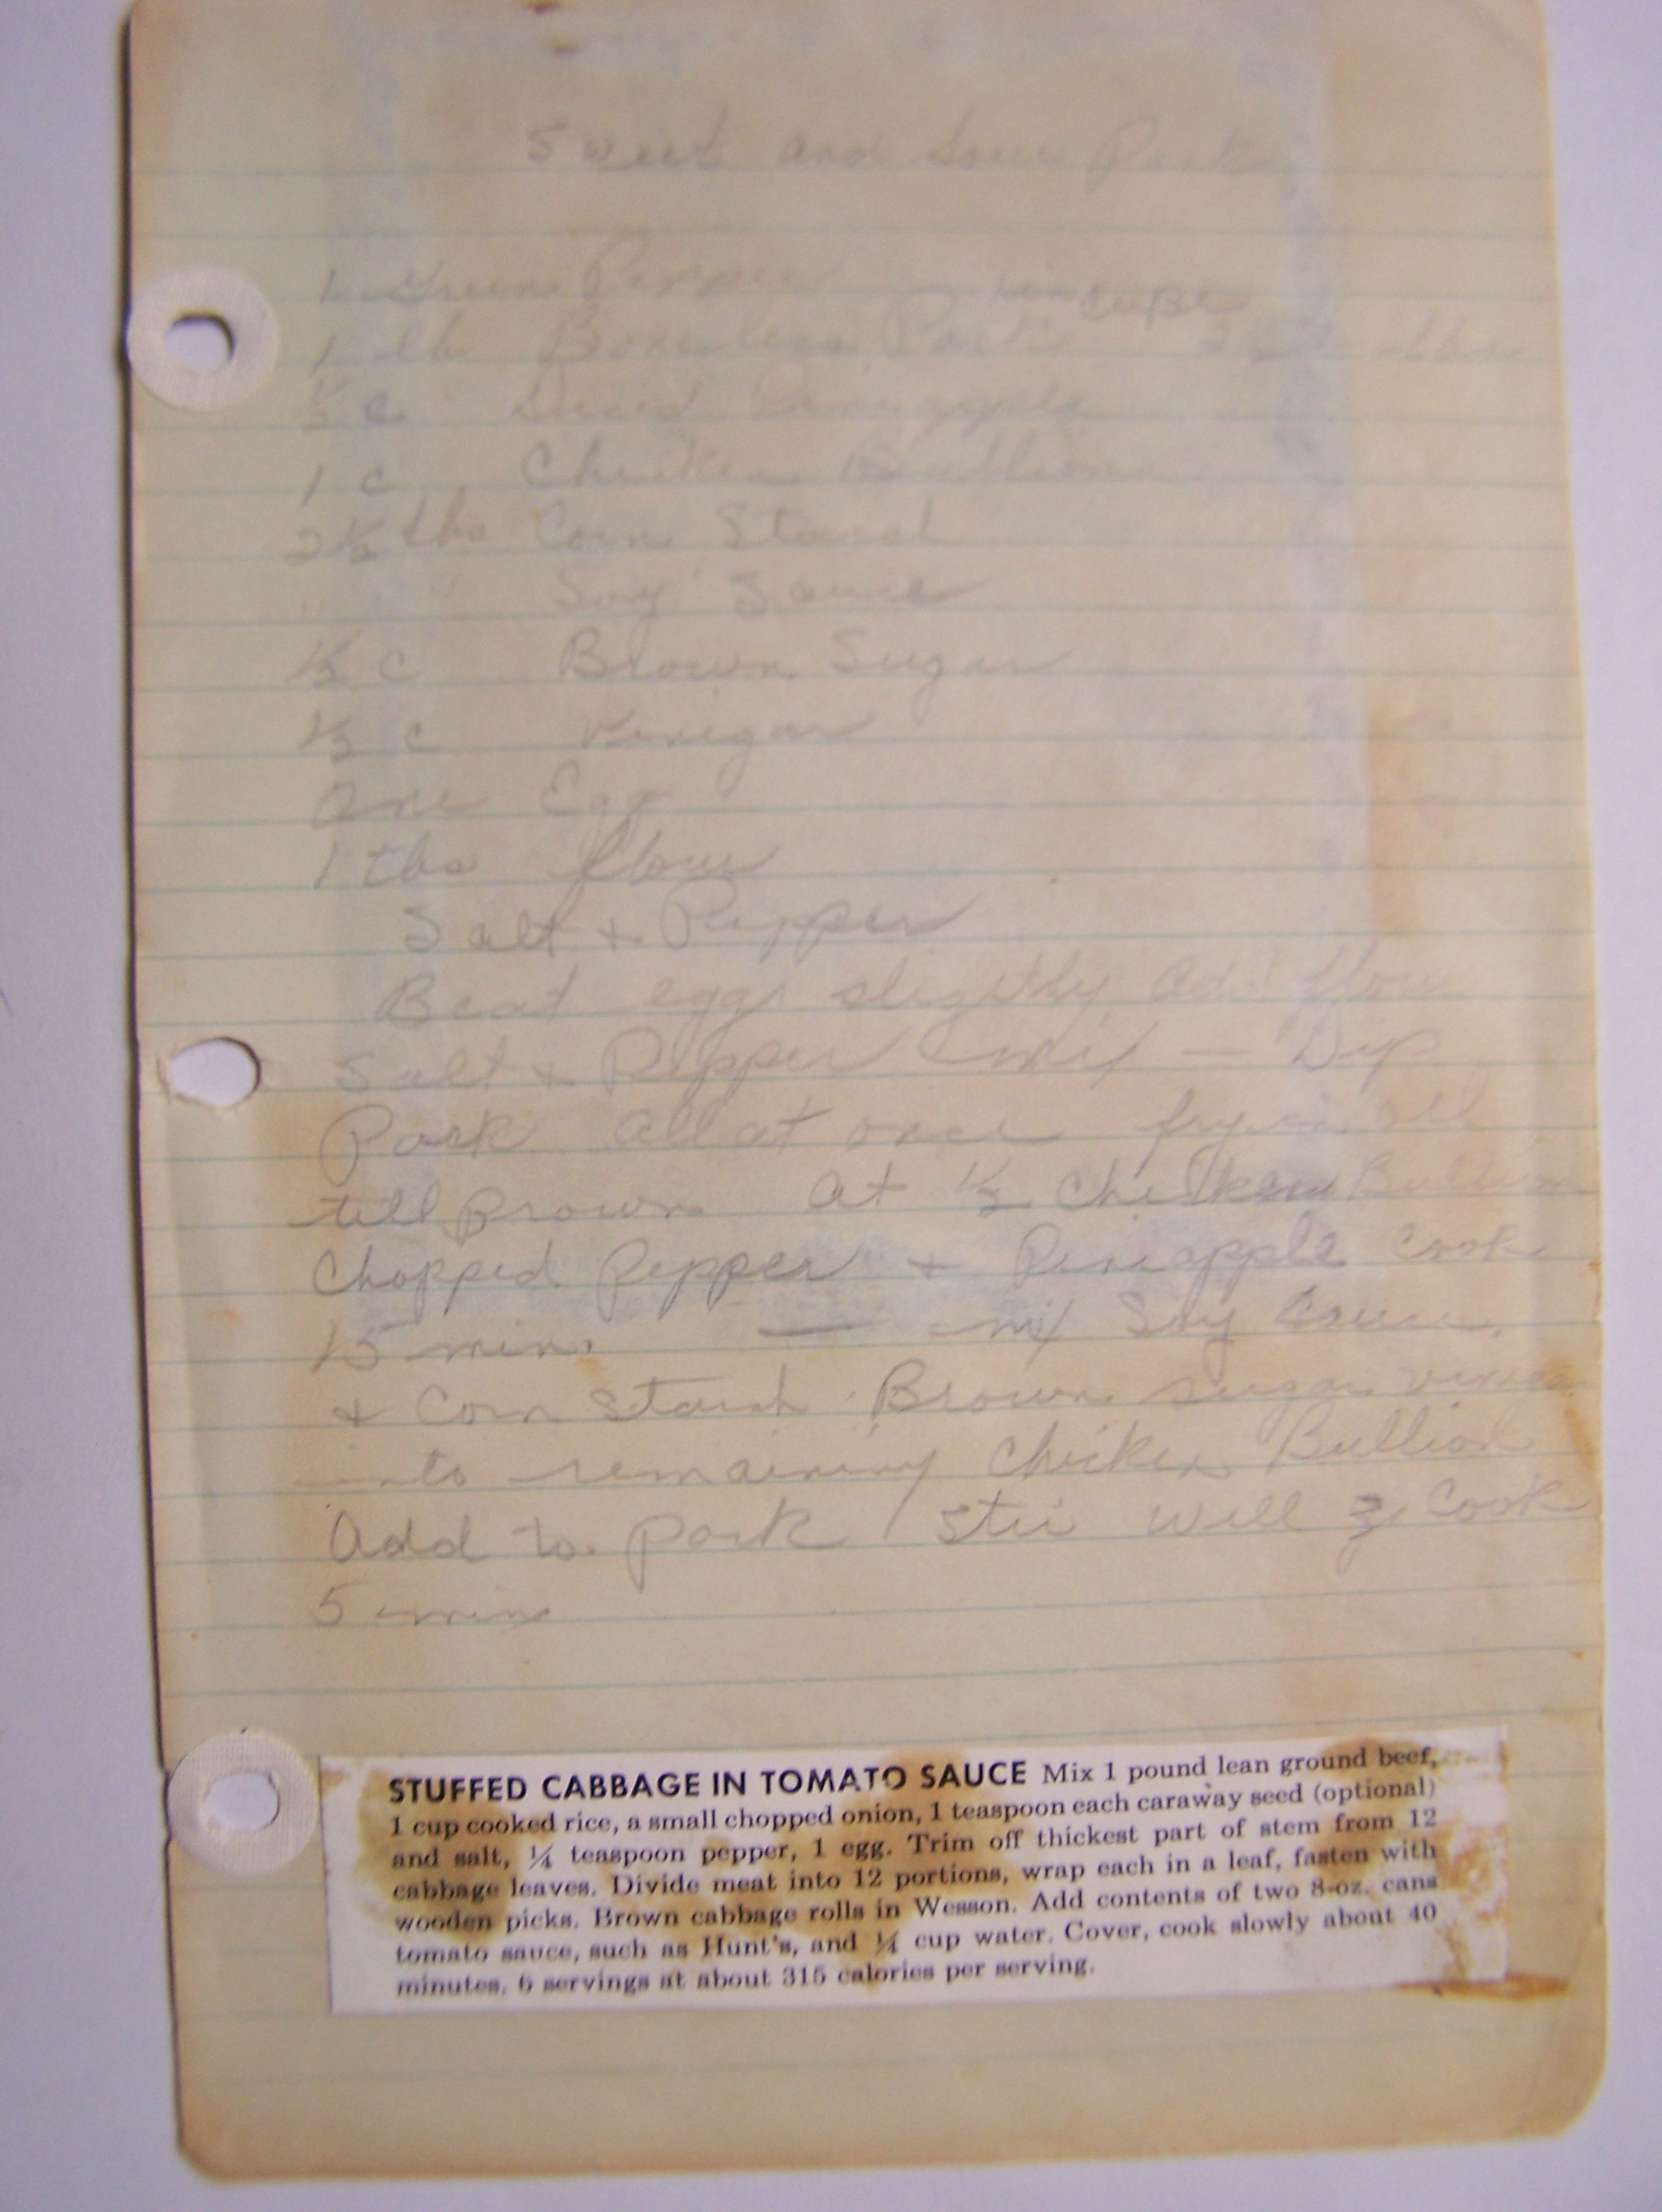 Sweet and Sour Pork
1 Green Pepper
in cube
1 lb Boneless Pork
½ c Diced Pineapple
1 c Chicken Bullion
2½ tbs Corn Starch
" " Soy Sauce
½ c Brown Sugar
⅓ c Vinegar
One Egg
1 tbs flour
Salt + Pepper
Beat eggs slightly add flour
Salt + Pepper mix — Dip
Pork all at once fry in oil
till Brown at ½ Chicken Bullion
Chopped Pepper + Pineapple Cook
15 min. — mix Soy Sauce
+ Corn Starch Brown sugar vinegar
into remaining Chicken Bullion
Add to pork stir well & Cook
5 min
STUFFED CABBAGE IN TOMATO SAUCE Mix 1 pound lean ground beef,
1 cup cooked rice, a small chopped onion, 1 teaspoon each caraway seed (optional)
and salt, ¼ teaspoon pepper, 1 egg. Trim off thickest part of stem from 12
cabbage leaves. Divide meat into 12 portions, wrap each in a leaf, fasten with
wooden picks. Brown cabbage rolls in Wesson. Add contents of two 8-oz. cans
tomato sauce, such as Hunt's, and ¼ cup water. Cover, cook slowly about 40
minutes. 6 servings at about 315 calories per serving.